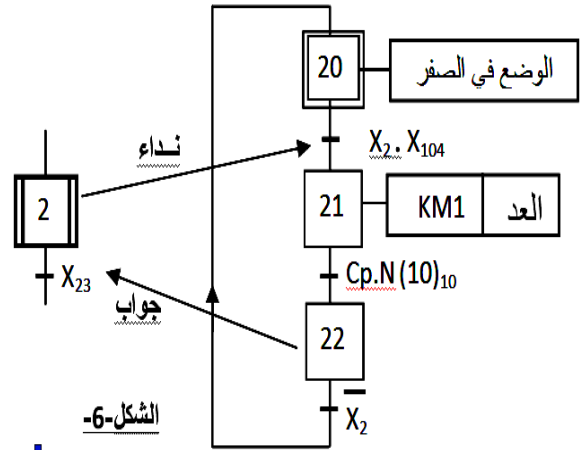 20
الوضع في الصفر
نداء
X2 . X104
2
21
KM1
العد
X23
Cp.N (10)10
جواب
22
X̅2
الشكل-6-